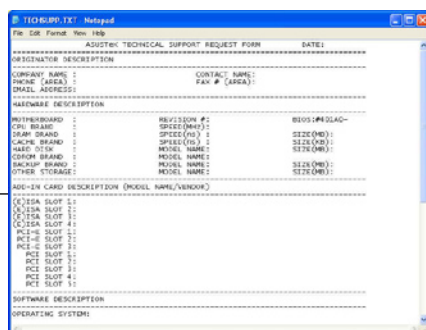 TECHSUPP.TXT - Notepad
File Edit Format View Help
ASUSTeK TECHNICAL SUPPORT REQUEST FORM DATE:
ORIGINATOR DESCRIPTION
COMPANY NAME : CONTACT NAME:
PHONE (AREA) : FAX # (AREA):
EMAIL ADDRESS:
HARDWARE DESCRIPTION
MOTHERBOARD : REVISION #: BIOS:#401AC-
CPU BRAND : SPEED(MHz):
DRAM BRAND : SPEED(ns) : SIZE(MB):
CACHE BRAND : SPEED(ns) : SIZE(KB):
HARD DISK : MODEL NAME: SIZE(MB):
CDROM BRAND : MODEL NAME:
BACKUP BRAND : MODEL NAME: SIZE(MB):
OTHER STORAGE: MODEL NAME: SIZE(MB):
ADD-IN CARD DESCRIPTION (MODEL NAME/VENDOR)
(E)ISA SLOT 1:
(E)ISA SLOT 2:
(E)ISA SLOT 3:
(E)ISA SLOT 4:
PCI-E SLOT 1:
PCI-E SLOT 2:
PCI-E SLOT 3:
PCI SLOT 1:
PCI SLOT 2:
PCI SLOT 3:
PCI SLOT 4:
PCI SLOT 5:
SOFTWARE DESCRIPTION
OPERATING SYSTEM: